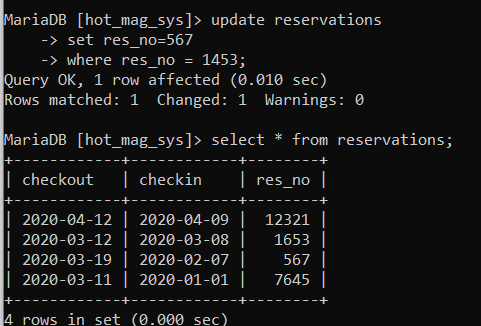 MariaDB [hot_mag_sys]> update reservations
    -> set res_no=567
    -> where res_no = 1453;
Query OK, 1 row affected (0.010 sec)
Rows matched: 1  Changed: 1  Warnings: 0
MariaDB [hot_mag_sys]> select * from reservations;
+------------+------------+--------+
| checkout   | checkin    | res_no |
+------------+------------+--------+
| 2020-04-12 | 2020-04-09 |  12321 |
| 2020-03-12 | 2020-03-08 |   1653 |
| 2020-03-19 | 2020-02-07 |    567 |
| 2020-03-11 | 2020-01-01 |   7645 |
+------------+------------+--------+
4 rows in set (0.000 sec)